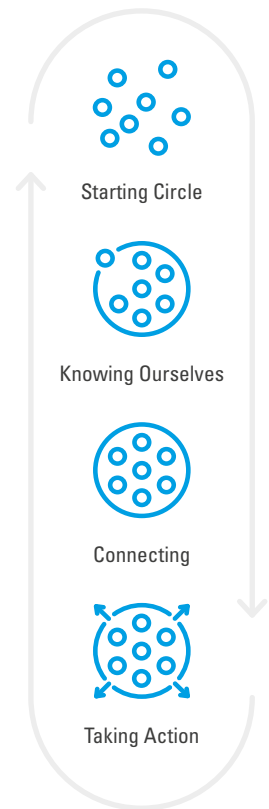 Starting Circle
Knowing Ourselves
Connecting
Taking Action